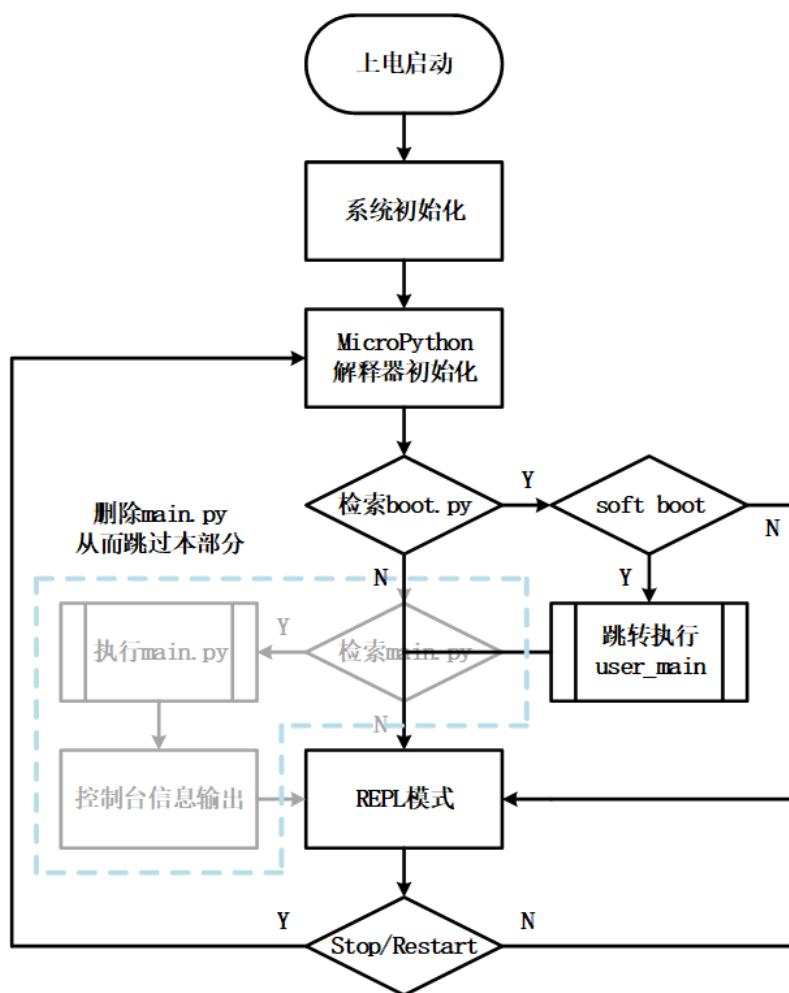 上电启动
系统初始化
MicroPython
解释器初始化
检索boot.py
Y
soft boot
N
删除main.py
从而跳过本部分
N
Y
执行main.py
Y
检索main.py
跳转执行
user_main
N
控制台信息输出
REPL模式
Y
Stop/Restart
N